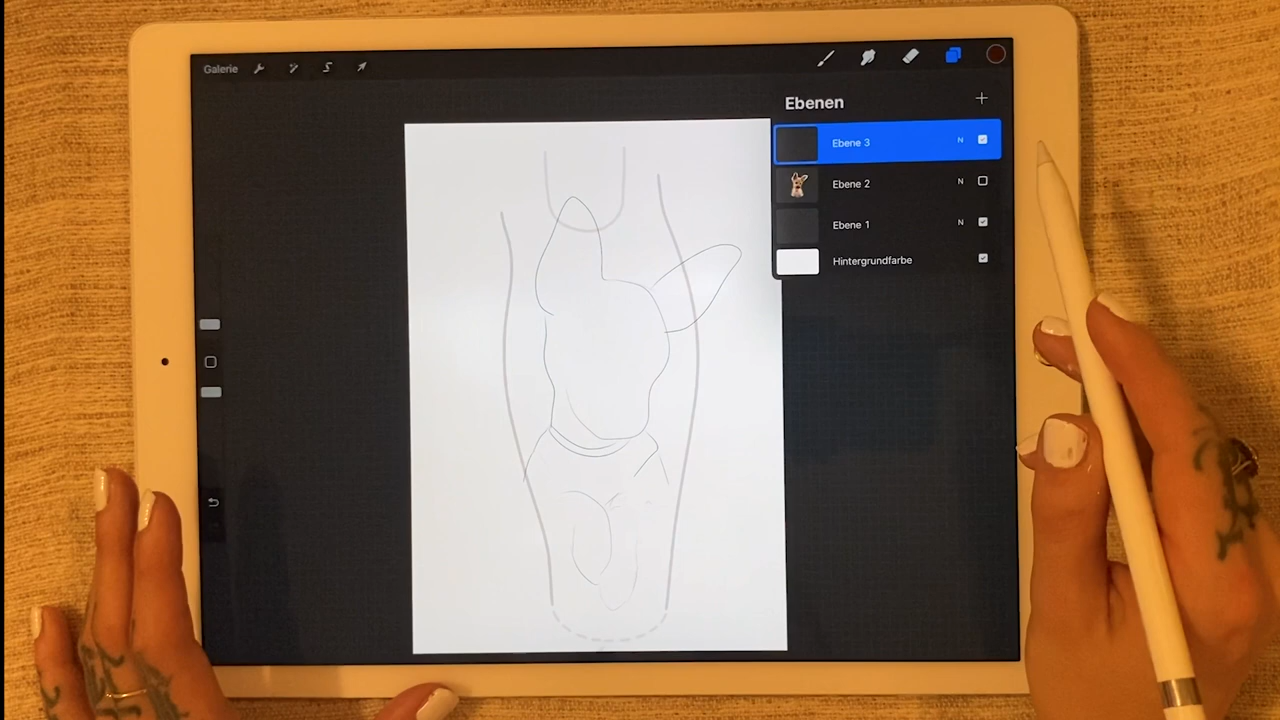 Galerie
Ebenen
Ebene 3 N
Ebene 2 N
Ebene 1 N
Hintergrundfarbe